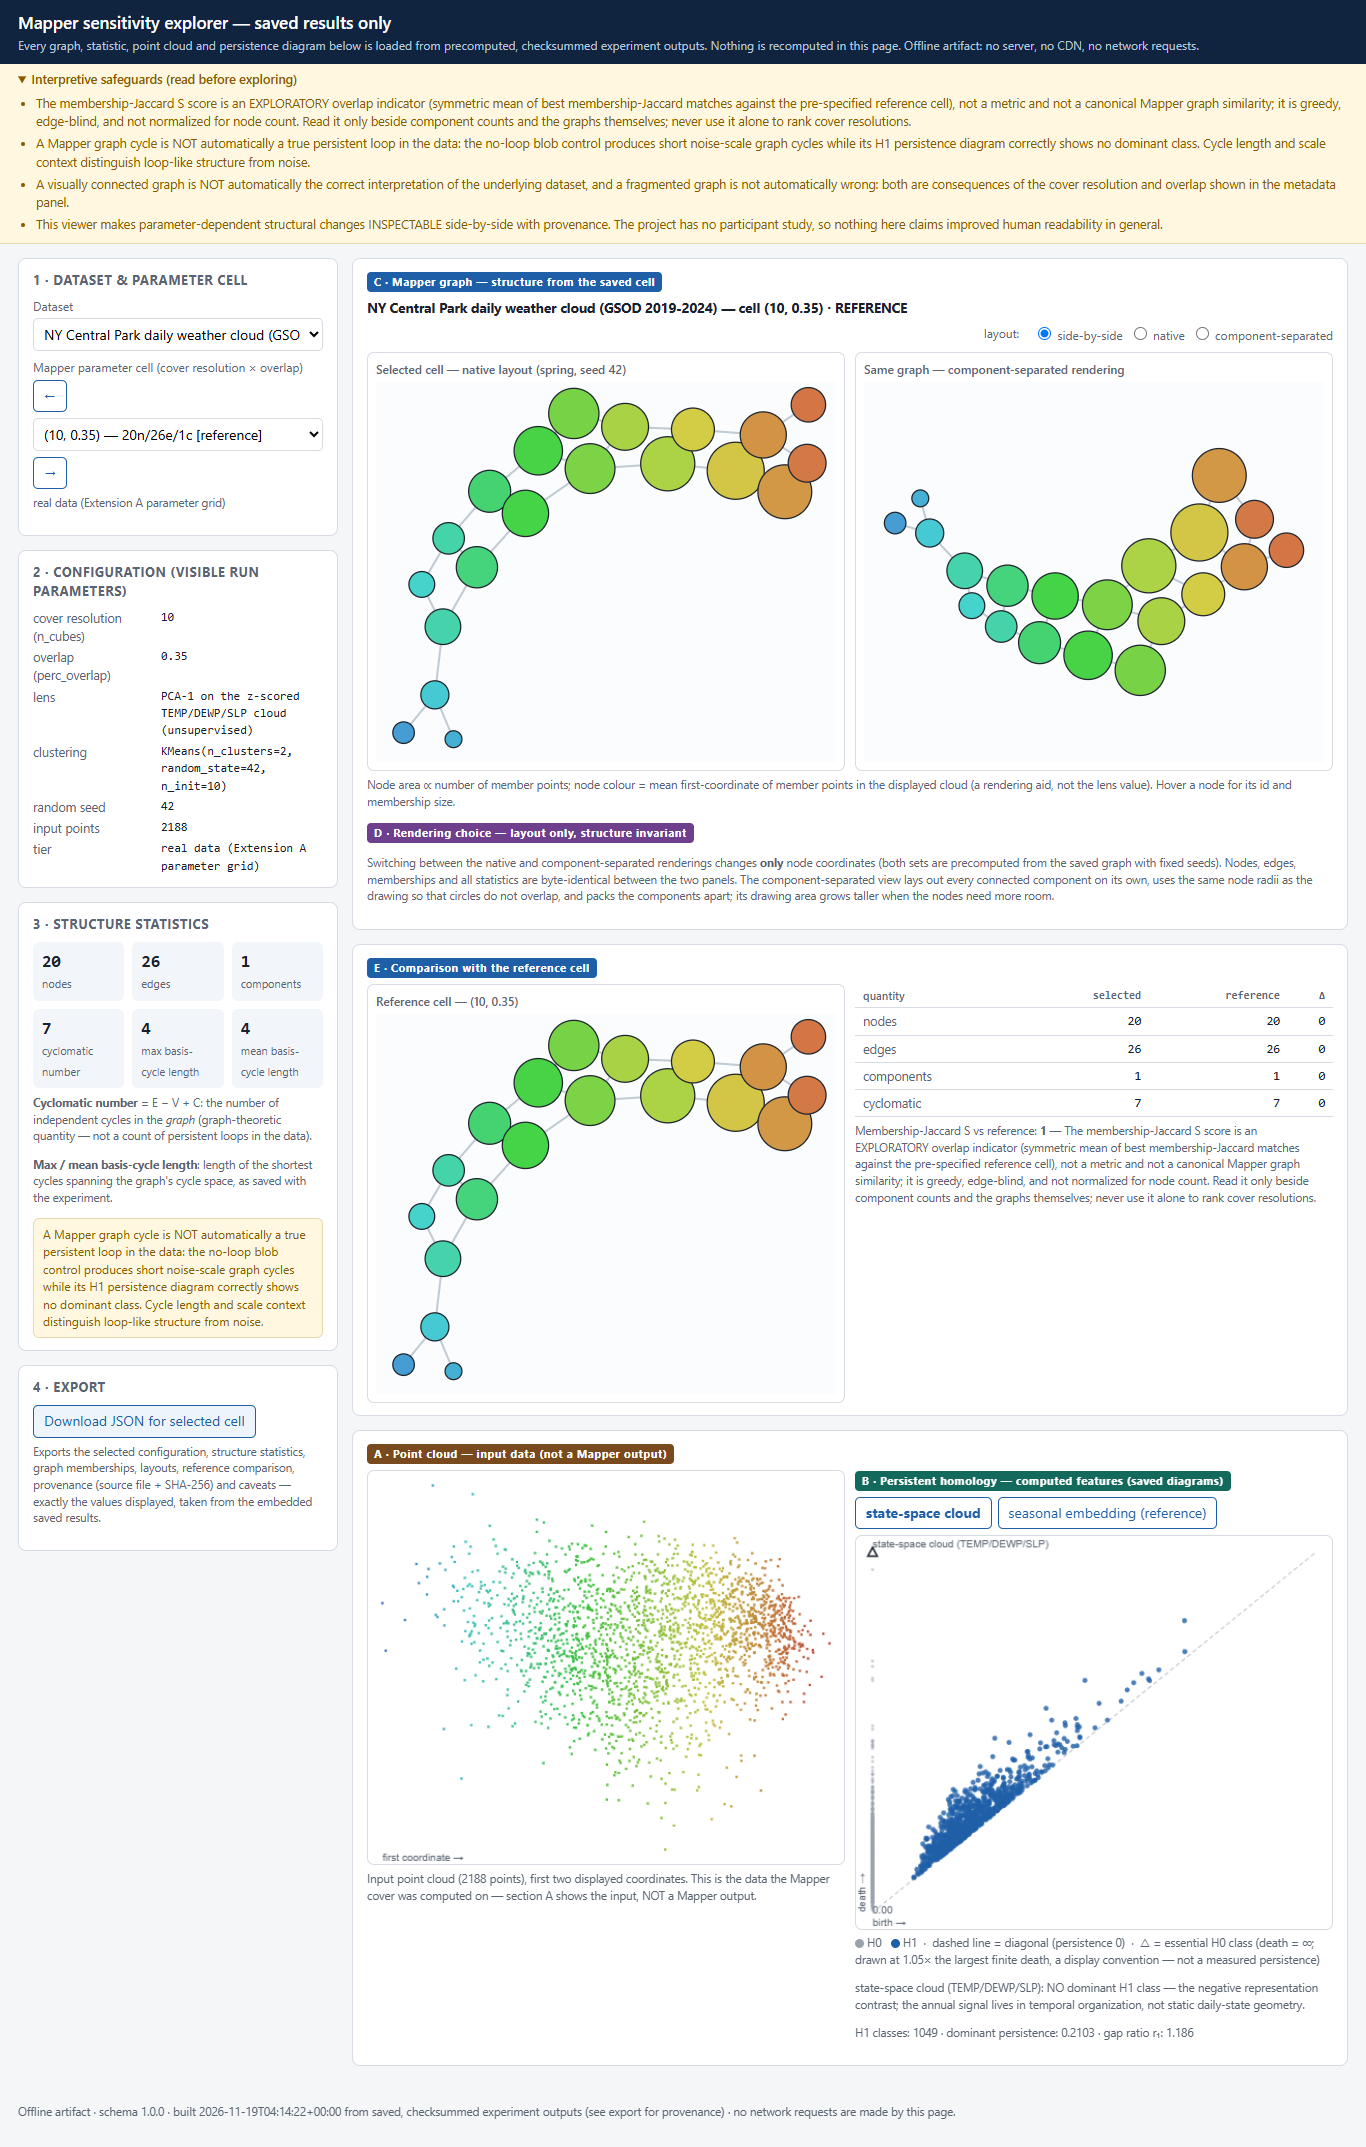 Mapper sensitivity explorer — saved results only
Every graph, statistic, point cloud and persistence diagram below is loaded from precomputed, checksummed experiment outputs. Nothing is recomputed in this page. Offline artifact: no server, no CDN, no network requests.
▼ Interpretive safeguards (read before exploring)
• The membership-Jaccard S score is an EXPLORATORY overlap indicator (symmetric mean of best membership-Jaccard matches against the pre-specified reference cell), not a metric and not a canonical Mapper graph similarity; it is greedy,
edge-blind, and not normalized for node count. Read it only beside component counts and the graphs themselves; never use it alone to rank cover resolutions.
• A Mapper graph cycle is NOT automatically a true persistent loop in the data: the no-loop blob control produces short noise-scale graph cycles while its H1 persistence diagram correctly shows no dominant class. Cycle length and scale
context distinguish loop-like structure from noise.
• A visually connected graph is NOT automatically the correct interpretation of the underlying dataset, and a fragmented graph is not automatically wrong: both are consequences of the cover resolution and overlap shown in the metadata
panel.
• This viewer makes parameter-dependent structural changes INSPECTABLE side-by-side with provenance. The project has no participant study, so nothing here claims improved human readability in general.
1 · DATASET & PARAMETER CELL
Dataset
NY Central Park daily weather cloud (GSO
Mapper parameter cell (cover resolution × overlap)
←
(10, 0.35) — 20n/26e/1c [reference]
→
real data (Extension A parameter grid)
2 · CONFIGURATION (VISIBLE RUN
PARAMETERS)
cover resolution 10
(n_cubes)
overlap 0.35
(perc_overlap)
lens PCA-1 on the z-scored
TEMP/DEWP/SLP cloud
(unsupervised)
clustering KMeans(n_clusters=2,
random_state=42,
n_init=10)
random seed 42
input points 2188
tier real data (Extension A
parameter grid)
3 · STRUCTURE STATISTICS
20 26 1
nodes edges components
7 4 4
cyclomatic max basis- mean basis-
number cycle length cycle length
Cyclomatic number = E − V + C: the number of
independent cycles in the graph (graph-theoretic
quantity — not a count of persistent loops in the data).
Max / mean basis-cycle length: length of the shortest
cycles spanning the graph's cycle space, as saved with
the experiment.
A Mapper graph cycle is NOT automatically a true
persistent loop in the data: the no-loop blob
control produces short noise-scale graph cycles
while its H1 persistence diagram correctly shows
no dominant class. Cycle length and scale context
distinguish loop-like structure from noise.
4 · EXPORT
Download JSON for selected cell
Exports the selected configuration, structure statistics,
graph memberships, layouts, reference comparison,
provenance (source file + SHA-256) and caveats —
exactly the values displayed, taken from the embedded
saved results.
C · Mapper graph — structure from the saved cell
NY Central Park daily weather cloud (GSOD 2019-2024) — cell (10, 0.35) · REFERENCE
layout: side-by-side native component-separated
Selected cell — native layout (spring, seed 42)
Same graph — component-separated rendering
Node area ∝ number of member points; node colour = mean first-coordinate of member points in the displayed cloud (a rendering aid, not the lens value). Hover a node for its id and
membership size.
D · Rendering choice — layout only, structure invariant
Switching between the native and component-separated renderings changes only node coordinates (both sets are precomputed from the saved graph with fixed seeds). Nodes, edges,
memberships and all statistics are byte-identical between the two panels. The component-separated view lays out every connected component on its own, uses the same node radii as the
drawing so that circles do not overlap, and packs the components apart; its drawing area grows taller when the nodes need more room.
E · Comparison with the reference cell
Reference cell — (10, 0.35)
quantity selected reference Δ
nodes 20 20 0
edges 26 26 0
components 1 1 0
cyclomatic 7 7 0
Membership-Jaccard S vs reference: 1 — The membership-Jaccard S score is an
EXPLORATORY overlap indicator (symmetric mean of best membership-Jaccard matches
against the pre-specified reference cell), not a metric and not a canonical Mapper graph
similarity; it is greedy, edge-blind, and not normalized for node count. Read it only beside
component counts and the graphs themselves; never use it alone to rank cover resolutions.
A · Point cloud — input data (not a Mapper output)
first coordinate →
Input point cloud (2188 points), first two displayed coordinates. This is the data the Mapper
cover was computed on — section A shows the input, NOT a Mapper output.
B · Persistent homology — computed features (saved diagrams)
state-space cloud seasonal embedding (reference)
state-space cloud (TEMP/DEWP/SLP)
death →
0.00
birth →
H0 H1 · dashed line = diagonal (persistence 0) · △ = essential H0 class (death = ∞;
drawn at 1.05× the largest finite death, a display convention — not a measured persistence)
state-space cloud (TEMP/DEWP/SLP): NO dominant H1 class — the negative representation
contrast; the annual signal lives in temporal organization, not static daily-state geometry.
H1 classes: 1049 · dominant persistence: 0.2103 · gap ratio r₁: 1.186
Offline artifact · schema 1.0.0 · built 2026-11-19T04:14:22+00:00 from saved, checksummed experiment outputs (see export for provenance) · no network requests are made by this page.